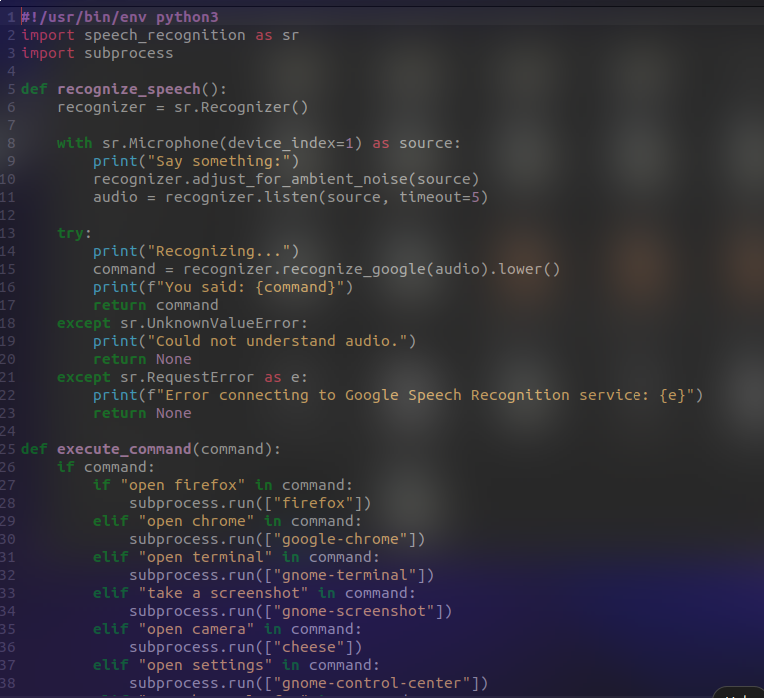 1 #!/usr/bin/env python3
2 import speech_recognition as sr
3 import subprocess
4
5 def recognize_speech():
6     recognizer = sr.Recognizer()
7
8     with sr.Microphone(device_index=1) as source:
9         print("Say something:")
10         recognizer.adjust_for_ambient_noise(source)
11         audio = recognizer.listen(source, timeout=5)
12
13     try:
14         print("Recognizing...")
15         command = recognizer.recognize_google(audio).lower()
16         print(f"You said: {command}")
17         return command
18     except sr.UnknownValueError:
19         print("Could not understand audio.")
20         return None
21     except sr.RequestError as e:
22         print(f"Error connecting to Google Speech Recognition service: {e}")
23         return None
24
25 def execute_command(command):
26     if command:
27         if "open firefox" in command:
28             subprocess.run(["firefox"])
29         elif "open chrome" in command:
30             subprocess.run(["google-chrome"])
31         elif "open terminal" in command:
32             subprocess.run(["gnome-terminal"])
33         elif "take a screenshot" in command:
34             subprocess.run(["gnome-screenshot"])
35         elif "open camera" in command:
36             subprocess.run(["cheese"])
37         elif "open settings" in command:
38             subprocess.run(["gnome-control-center"])